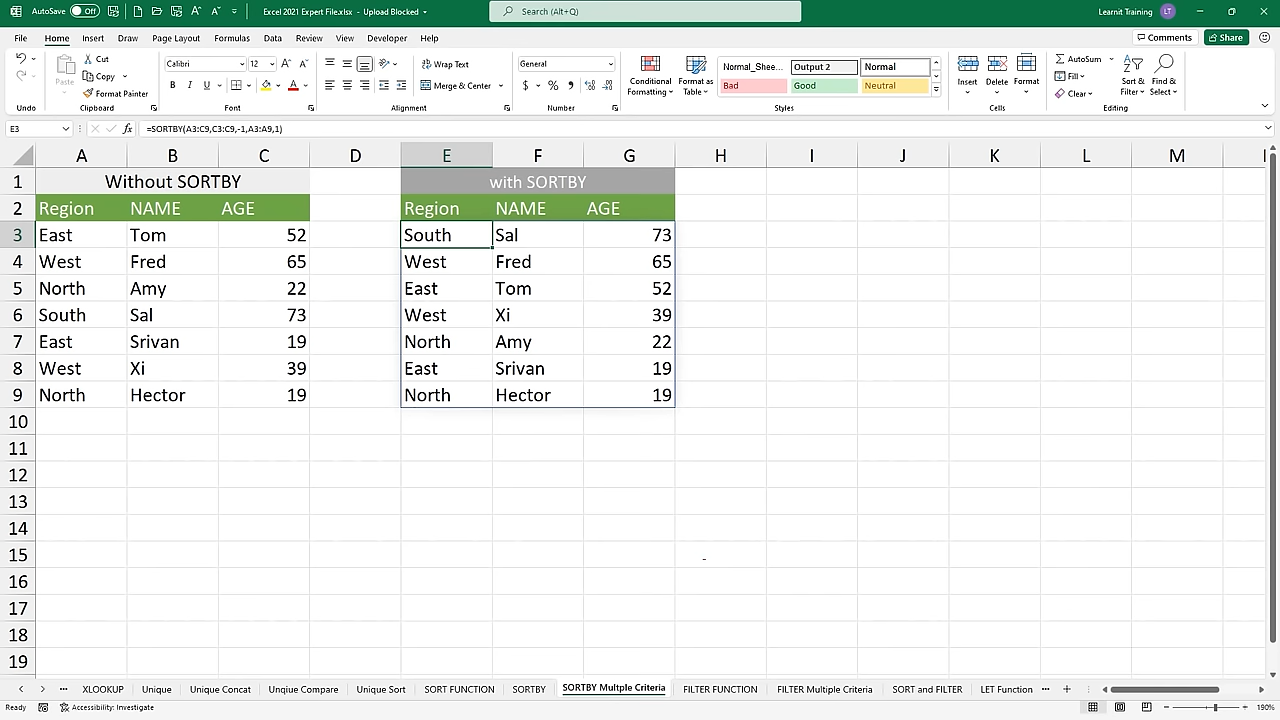 AutoSave Off Excel 2021 Expert File.xlsx - Upload Blocked Search (Alt+Q) Learnit Training LT
File Home Insert Draw Page Layout Formulas Data Review View Developer Help Comments Share
Paste Cut Copy Format Painter Calibri 12 Wrap Text Merge & Center General Conditional Formatting Format as Table Normal_Shee... Output 2 Normal Bad Good Neutral Insert Delete Format AutoSum Fill Clear Sort & Filter Find & Select
Undo Clipboard Font Alignment Number Styles Cells Editing
E3 fx =SORTBY(A3:C9,C3:C9,-1,A3:A9,1)
A B C D E F G H I J K L M
1 Without SORTBY with SORTBY
2 Region NAME AGE Region NAME AGE
3 East Tom 52 South Sal 73
4 West Fred 65 West Fred 65
5 North Amy 22 East Tom 52
6 South Sal 73 West Xi 39
7 East Srivan 19 North Amy 22
8 West Xi 39 East Srivan 19
9 North Hector 19 North Hector 19
10
11
12
13
14
15
16
17
18
19
XLOOKUP Unique Unique Concat Unqiue Compare Unique Sort SORT FUNCTION SORTBY SORTBY Multple Criteria FILTER FUNCTION FILTER Multiple Criteria SORT and FILTER LET Function
Ready Accessibility: Investigate 190%